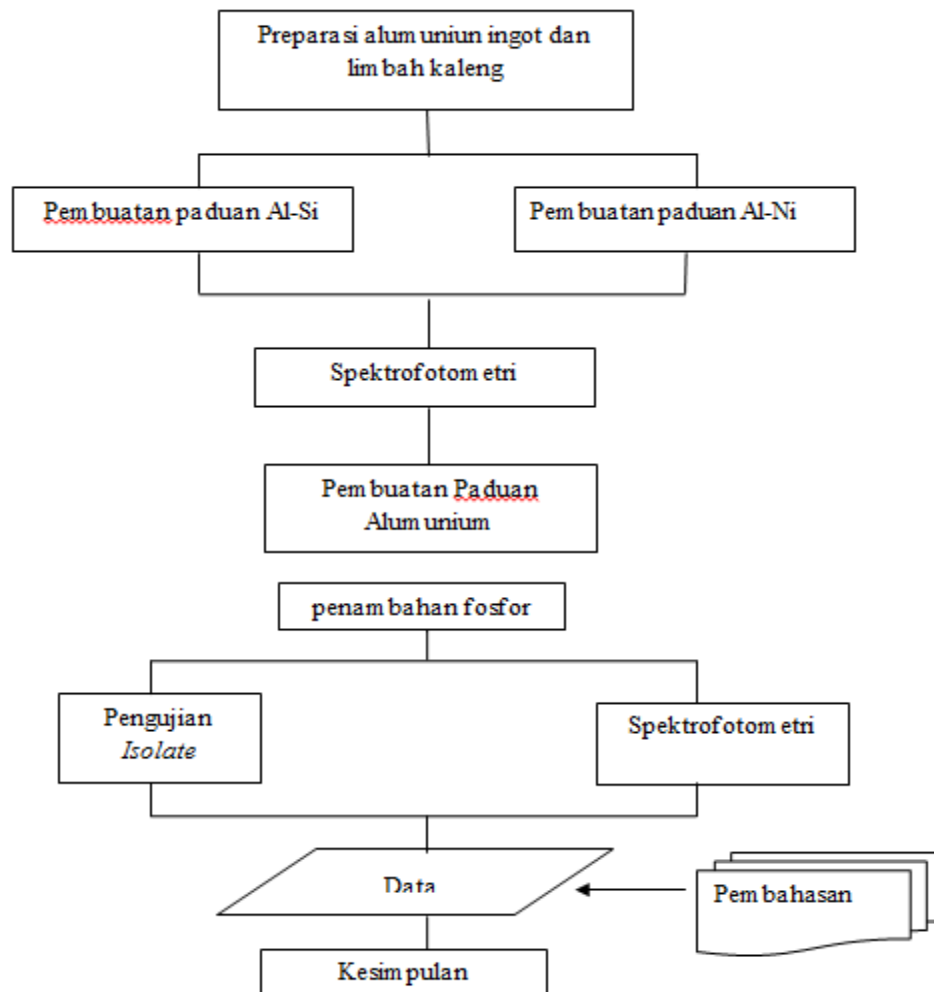 Preparasi alumuniun ingot dan
limbah kaleng
Pembuatan paduan Al-Si
Pembuatan paduan Al-Ni
Spektrofotometri
Pembuatan Paduan
Alumunium
penambahan fosfor
Pengujian
Isolate
Spektrofotometri
Data
Pembahasan
Kesimpulan